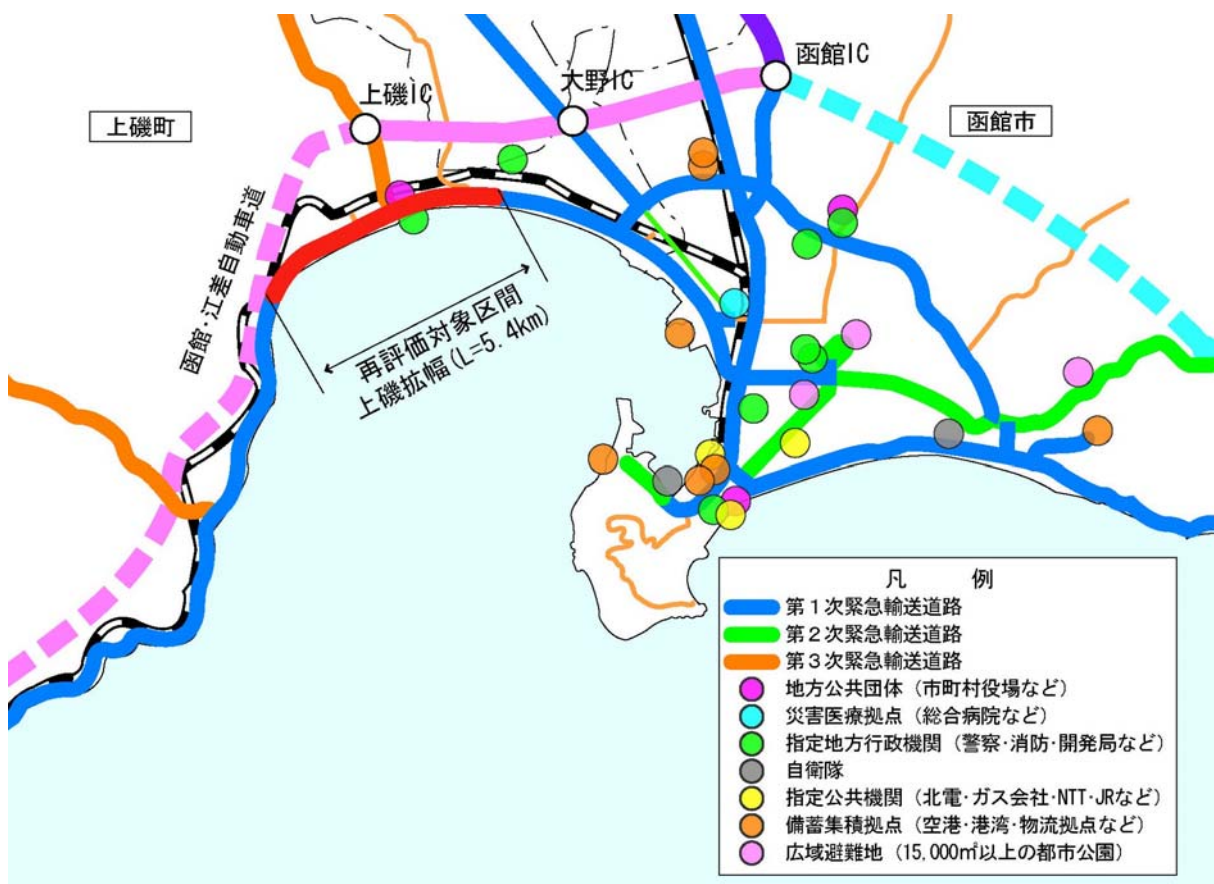 函館IC
大野IC
上磯IC
上磯町
函館市
函館・江差自動車道
再評価対象区間
上磯拡幅(L=5.4km)
凡　例
第1次緊急輸送道路
第2次緊急輸送道路
第3次緊急輸送道路
地方公共団体（市町村役場など）
災害医療拠点（総合病院など）
指定地方行政機関（警察・消防・開発局など）
自衛隊
指定公共機関（北電・ガス会社・NTT・JRなど）
備蓄集積拠点（空港・港湾・物流拠点など）
広域避難地（15,000㎡以上の都市公園）